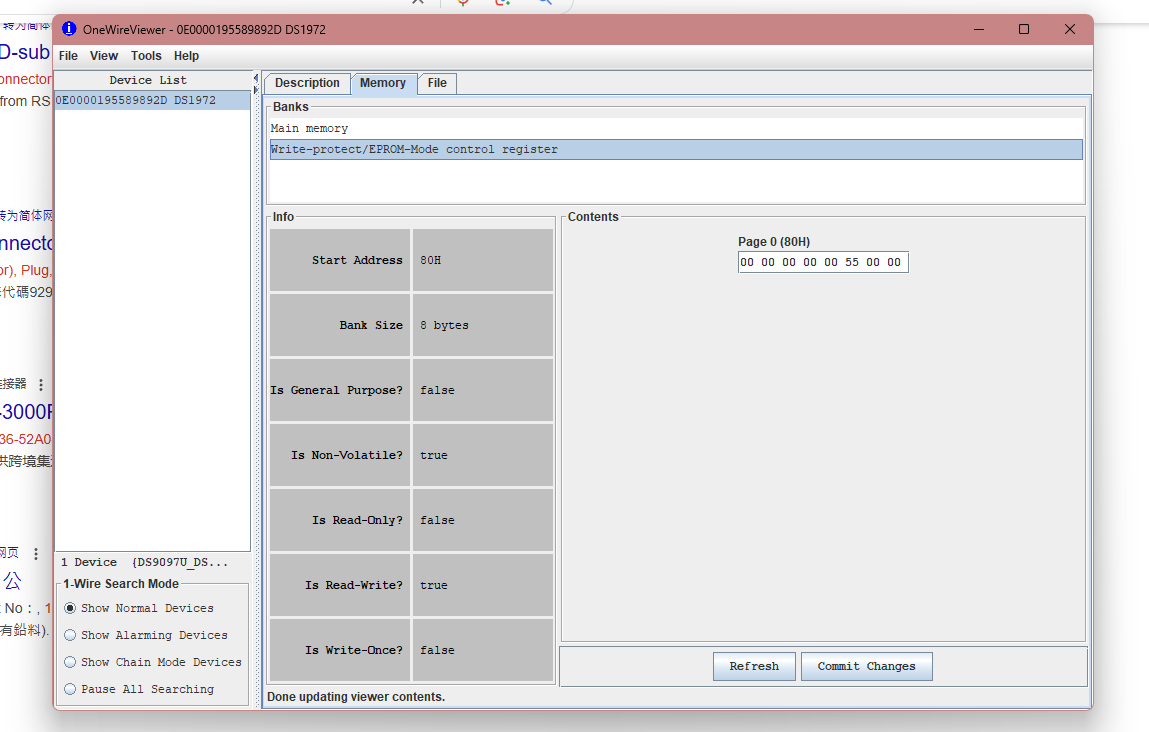 转为简体
D-sub
onnector
from RS
转为简体网
nnecto
or), Plug,
代碼929
连接器
-3000F
36-52A0
供跨境集
网页
公
No：, 1
有鉛料).
OneWireViewer - 0E0000195589892D DS1972
File View Tools Help
Device List
0E0000195589892D DS1972
1 Device {DS9097U_DS...
1-Wire Search Mode
Show Normal Devices
Show Alarming Devices
Show Chain Mode Devices
Pause All Searching
Description Memory File
Banks
Main memory
Write-protect/EPROM-Mode control register
Info
Start Address 80H
Bank Size 8 bytes
Is General Purpose? false
Is Non-Volatile? true
Is Read-Only? false
Is Read-Write? true
Is Write-Once? false
Contents
Page 0 (80H)
00 00 00 00 00 55 00 00
Refresh Commit Changes
Done updating viewer contents.